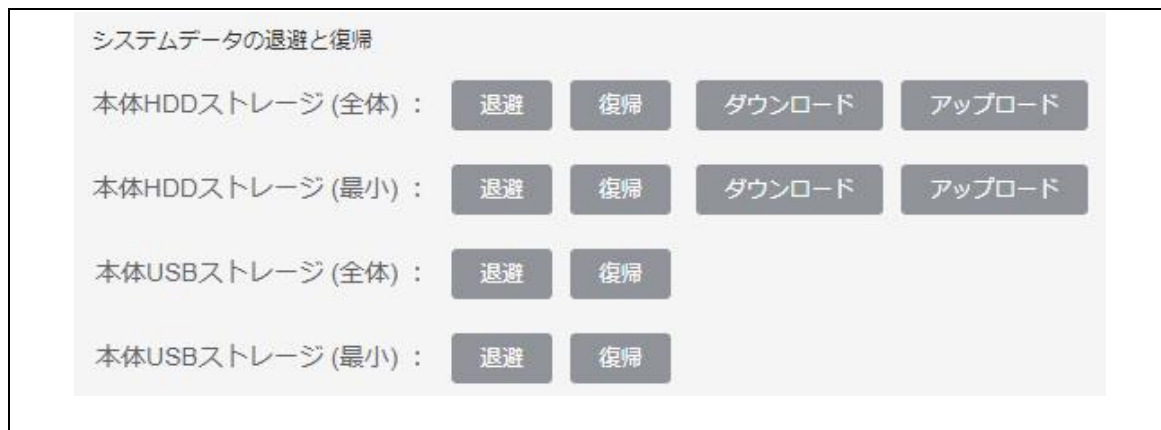 システムデータの退避と復帰
本体HDDストレージ (全体) : 退避 復帰 ダウンロード アップロード
本体HDDストレージ (最小) : 退避 復帰 ダウンロード アップロード
本体USBストレージ (全体) : 退避 復帰
本体USBストレージ (最小) : 退避 復帰